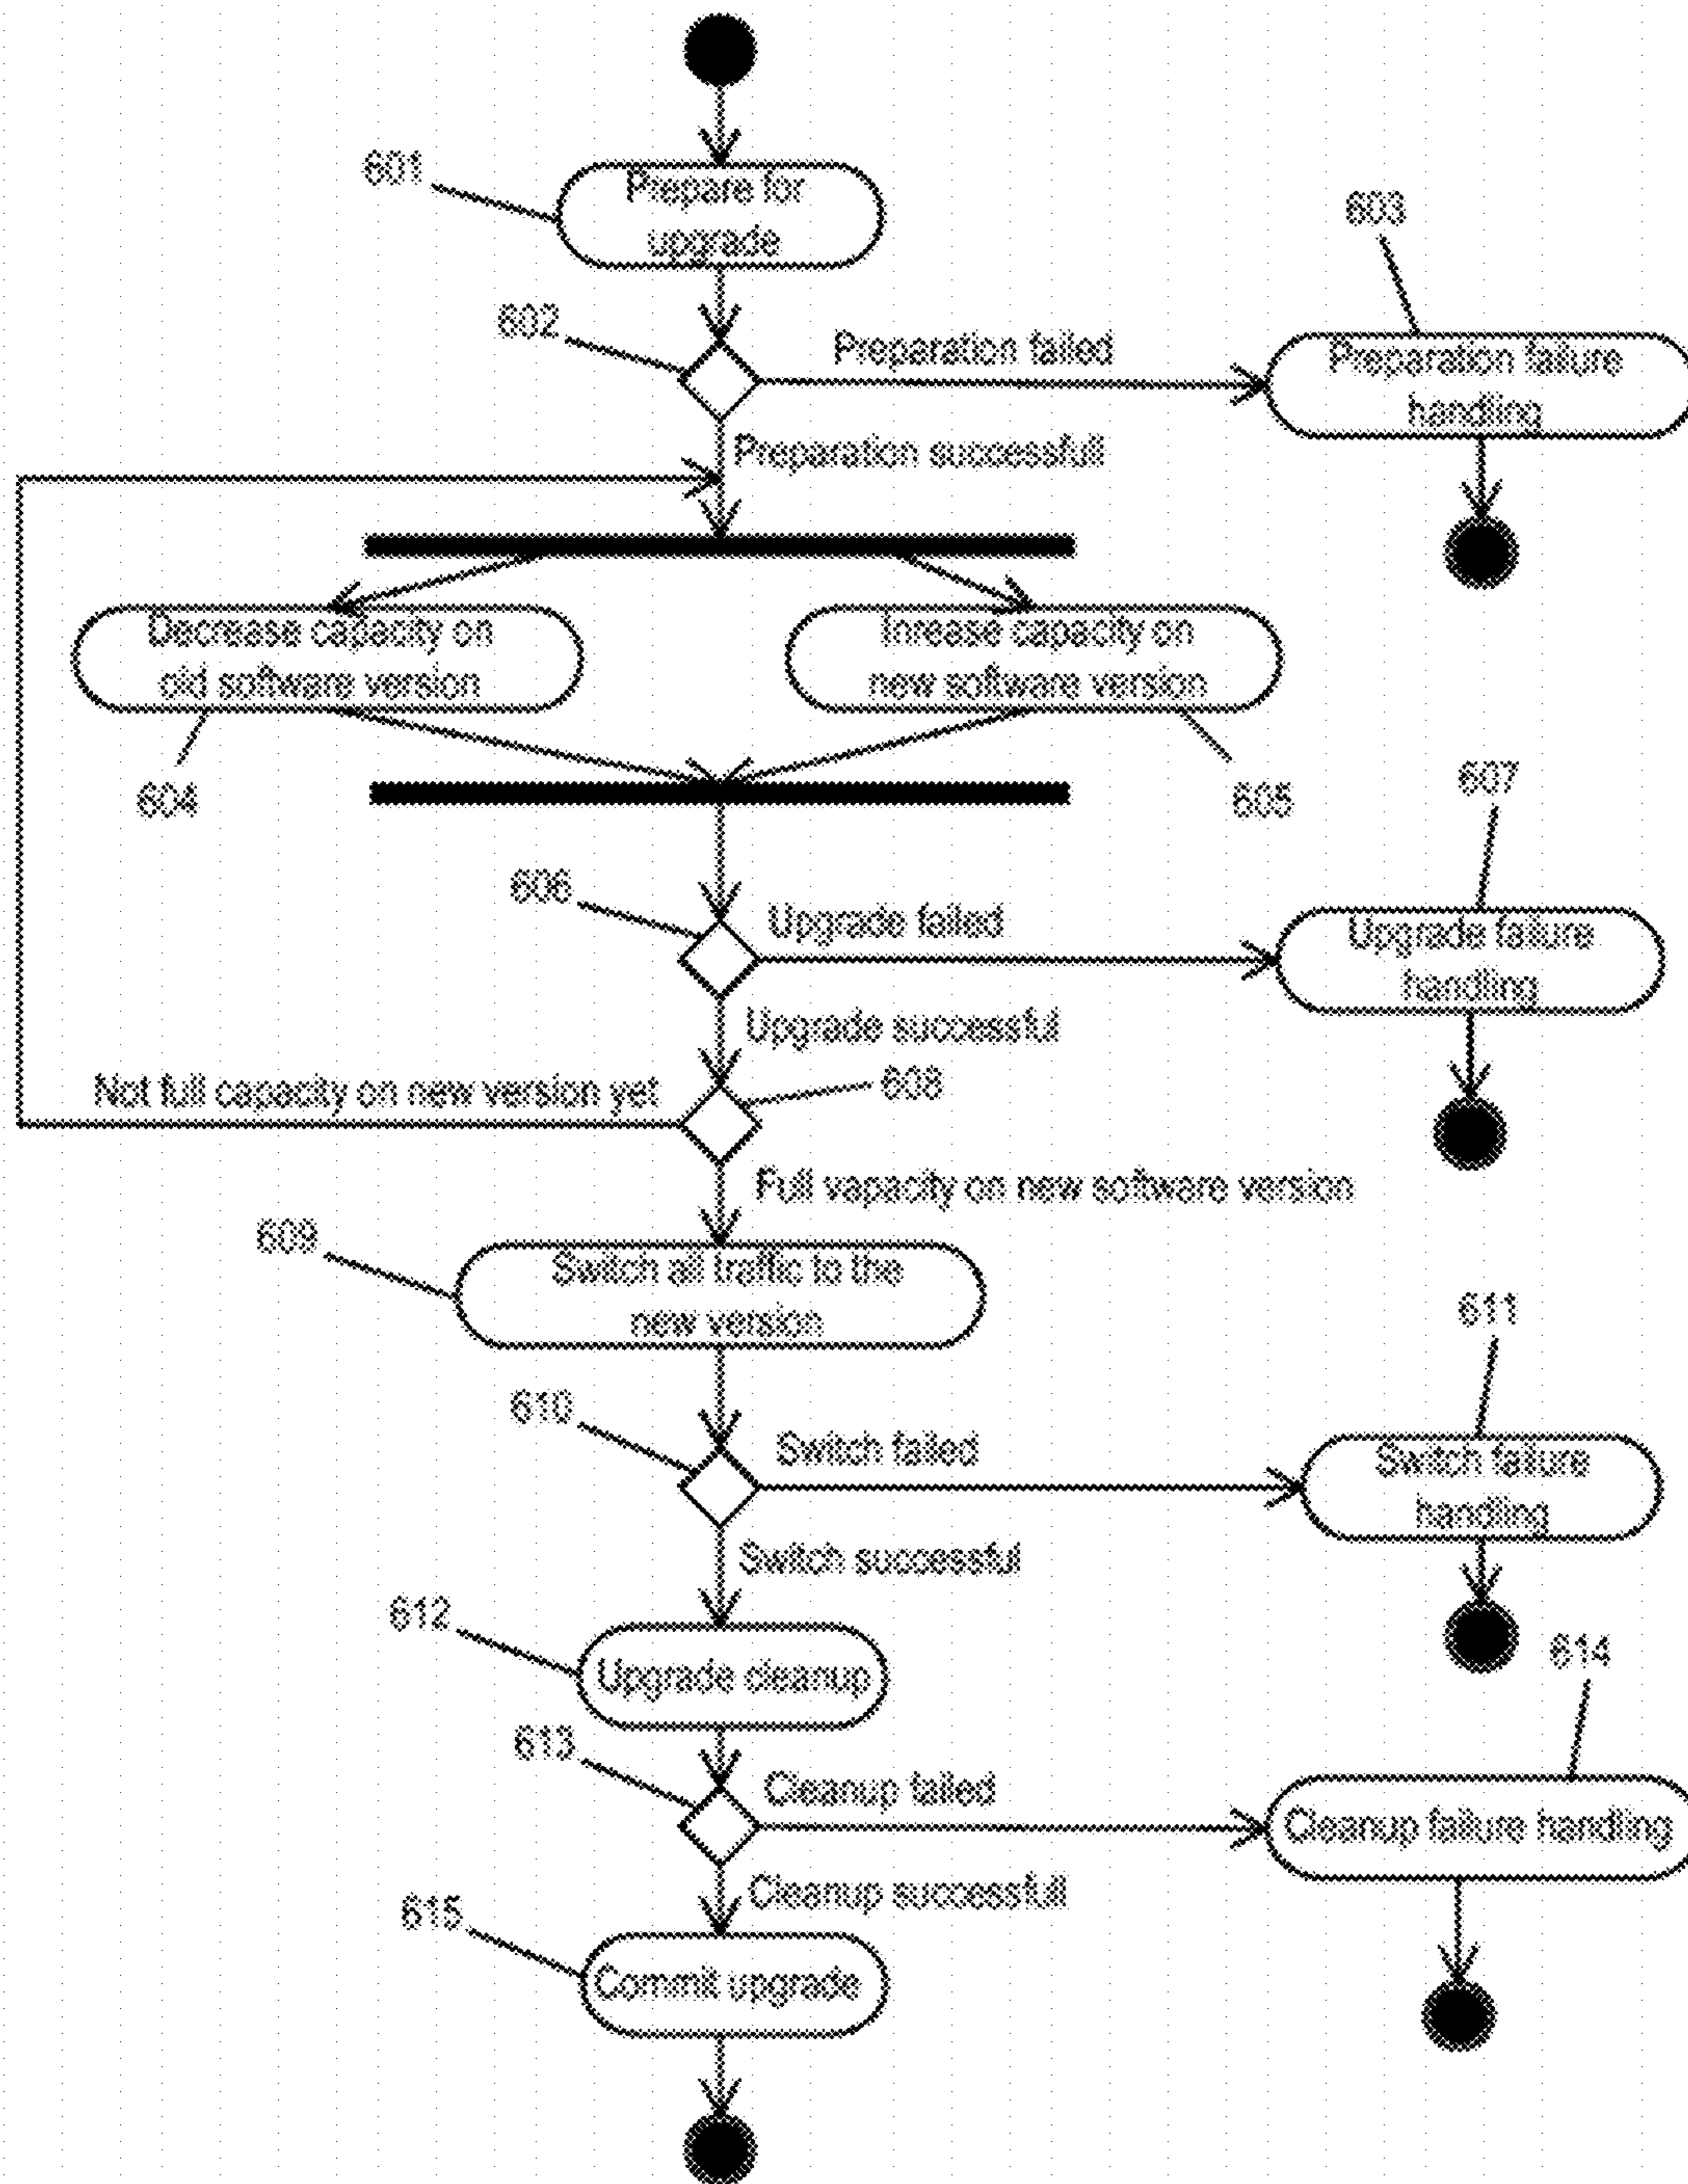 601
Prepare for
upgrade
603
602
Preparation failed
Preparation failure
handling
Preparation successfull
Decrease capacity on
old software version
Inrease capacity on
new software version
604
605
607
606
Upgrade failed
Upgrade failure
handling
Upgrade successful
Not full capacity on new version yet
608
Full vapacity on new software version
609
Switch all traffic to the
new version
611
610
Switch failed
Switch failure
handling
Switch successful
612
Upgrade cleanup
614
613
Cleanup failed
Cleanup failure handling
Cleanup successfull
615
Commit upgrade